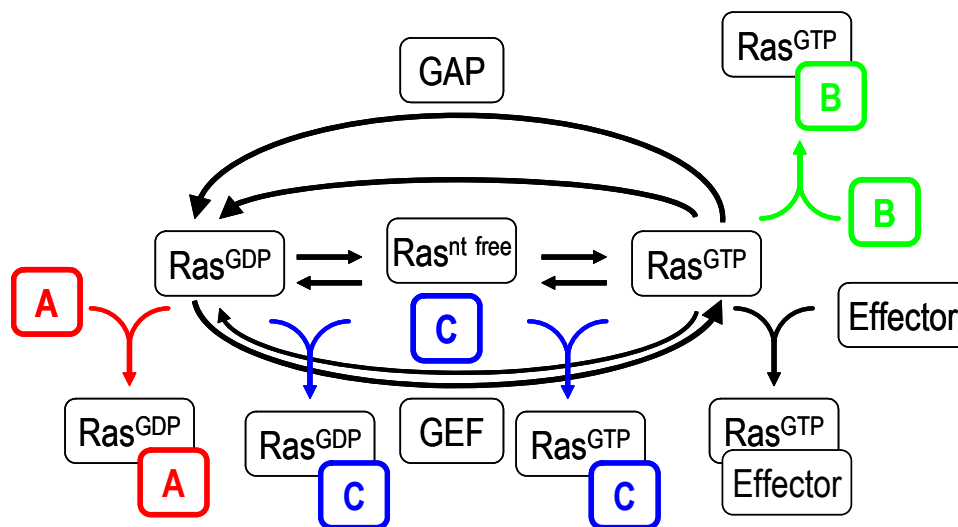 GAP
Ras^GTP
B
B
Ras^GDP
Ras^nt free
Ras^GTP
A
C
Effector
Ras^GDP
A
Ras^GDP
C
GEF
Ras^GTP
C
Ras^GTP
Effector